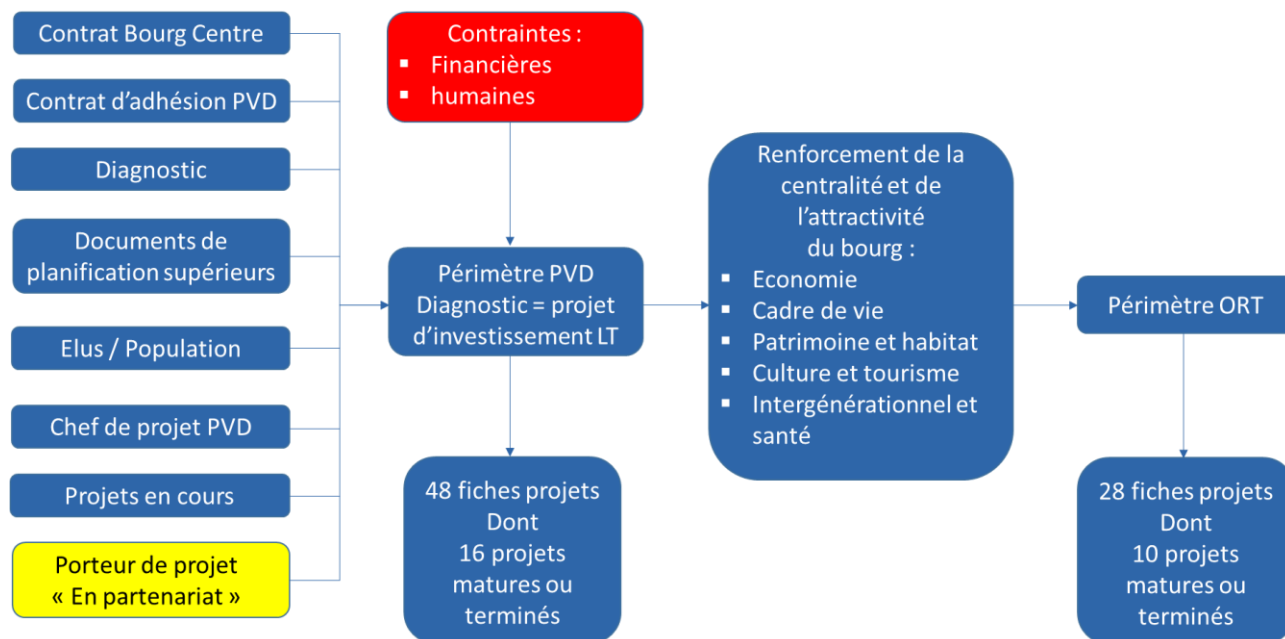 Contrat Bourg Centre
Contrat d'adhésion PVD
Diagnostic
Documents de
planification supérieurs
Elus / Population
Chef de projet PVD
Projets en cours
Porteur de projet
« En partenariat »
Contraintes :
▪ Financières
▪ humaines
Périmètre PVD
Diagnostic = projet
d'investissement LT
48 fiches projets
Dont
16 projets
matures ou
terminés
Renforcement de la
centralité et de
l'attractivité
du bourg :
▪ Economie
▪ Cadre de vie
▪ Patrimoine et habitat
▪ Culture et tourisme
▪ Intergénérationnel et
santé
Périmètre ORT
28 fiches projets
Dont
10 projets
matures ou
terminés